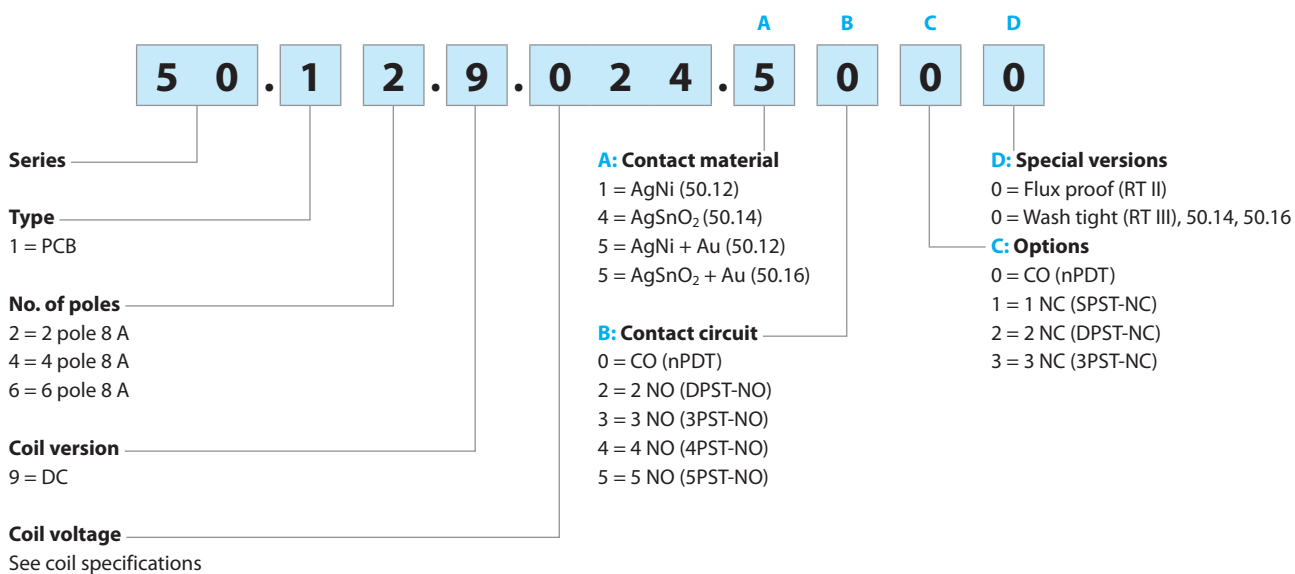 A B C D
5 0 . 1 2 . 9 . 0 2 4 . 5 0 0 0
Series
Type
1 = PCB
No. of poles
2 = 2 pole 8 A
4 = 4 pole 8 A
6 = 6 pole 8 A
Coil version
9 = DC
Coil voltage
See coil specifications
A: Contact material
1 = AgNi (50.12)
4 = AgSnO₂ (50.14)
5 = AgNi + Au (50.12)
5 = AgSnO₂ + Au (50.16)
B: Contact circuit
0 = CO (nPDT)
2 = 2 NO (DPST-NO)
3 = 3 NO (3PST-NO)
4 = 4 NO (4PST-NO)
5 = 5 NO (5PST-NO)
D: Special versions
0 = Flux proof (RT II)
0 = Wash tight (RT III), 50.14, 50.16
C: Options
0 = CO (nPDT)
1 = 1 NC (SPST-NC)
2 = 2 NC (DPST-NC)
3 = 3 NC (3PST-NC)